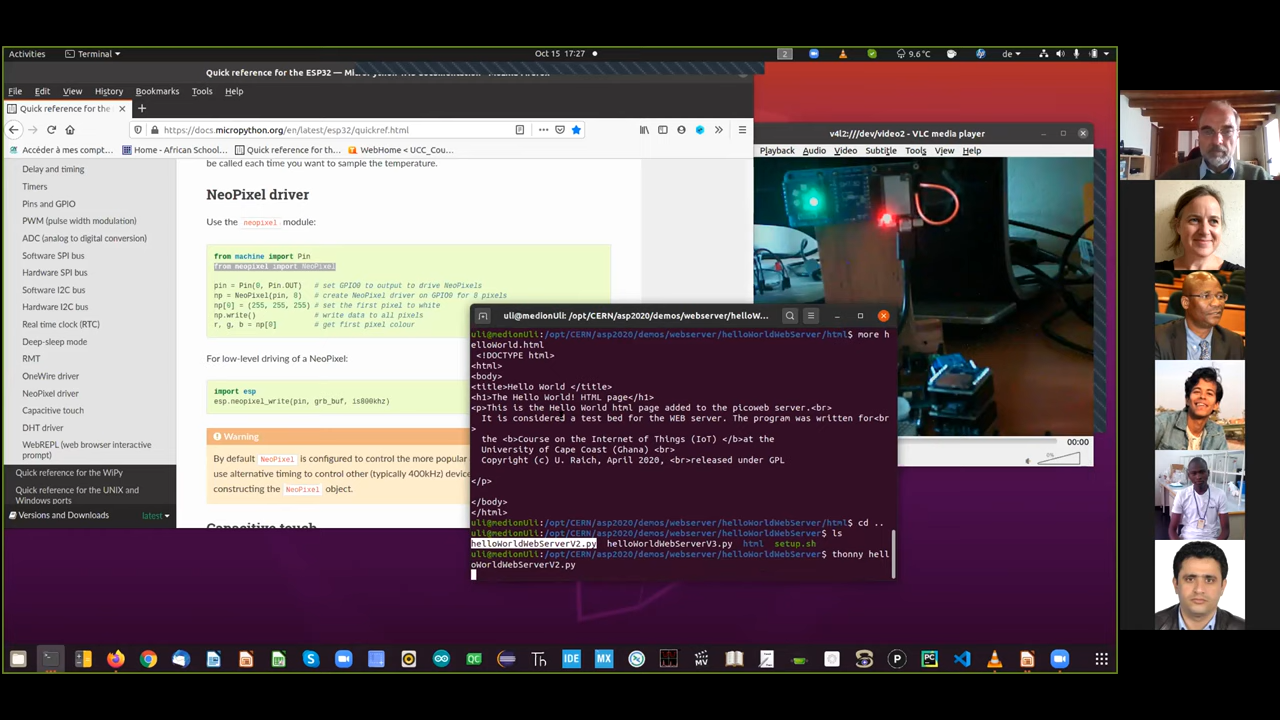 Activities
Terminal
Oct 15 17:27
2
9.6°C
de
Quick reference for the ESP32 —
File Edit View History Bookmarks Tools Help
Quick reference for the
https://docs.micropython.org/en/latest/esp32/quickref.html
Accéder à mes compt...
Home - African School...
Quick reference for th
WebHome < UCC_Cou...
Delay and timing
Timers
Pins and GPIO
PWM (pulse width modulation)
ADC (analog to digital conversion)
Software SPI bus
Hardware SPI bus
Software I2C bus
Hardware I2C bus
Real time clock (RTC)
Deep-sleep mode
RMT
OneWire driver
NeoPixel driver
Capacitive touch
DHT driver
WebREPL (web browser interactive
prompt)
Quick reference for the WiPy
Quick reference for the UNIX and
Windows ports
Versions and Downloads
latest
be called each time you want to sample the temperature.
NeoPixel driver
Use the neopixel module:
from machine import Pin
from neopixel import NeoPixel
pin = Pin(0, Pin.OUT) # set GPIO0 to output to drive NeoPixels
np = NeoPixel(pin, 8) # create NeoPixel driver on GPIO0 for 8 pixels
np[0] = (255, 255, 255) # set the first pixel to white
np.write() # write data to all pixels
r, g, b = np[0] # get first pixel colour
For low-level driving of a NeoPixel:
import esp
esp.neopixel_write(pin, grb_buf, is800khz)
Warning
By default NeoPixel is configured to control the more popular
use alternative timing to control other (typically 400kHz) device
constructing the NeoPixel object.
Capacitive touch
v4l2:///dev/video2 - VLC media player
Playback Audio Video Subtitle Tools View Help
00:00
0%
uli@medionUli: /opt/CERN/asp2020/demos/webserver/helloW...
uli@medionUli:/opt/CERN/asp2020/demos/webserver/helloWorldWebServer/html$ more h
elloWorld.html
<!DOCTYPE html>
<html>
<body>
<title>Hello World </title>
<h1>The Hello World! HTML page</h1>
<p>This is the Hello World html page added to the picoweb server.<br>
It is considered a test bed for the WEB server. The program was written for<br
>
the <b>Course on the Internet of Things (IoT) </b>at the
University of Cape Coast (Ghana) <br>
Copyright (c) U. Raich, April 2020, <br>released under GPL
</p>
</body>
</html>
uli@medionUli:/opt/CERN/asp2020/demos/webserver/helloWorldWebServer/html$ cd ..
uli@medionUli:/opt/CERN/asp2020/demos/webserver/helloWorldWebServer$ ls
helloWorldWebServerV2.py helloWorldWebServerV3.py html setup.sh
uli@medionUli:/opt/CERN/asp2020/demos/webserver/helloWorldWebServer$ thonny hell
oWorldWebServerV2.py
QC
Th
IDE
MX
MV
P
PC